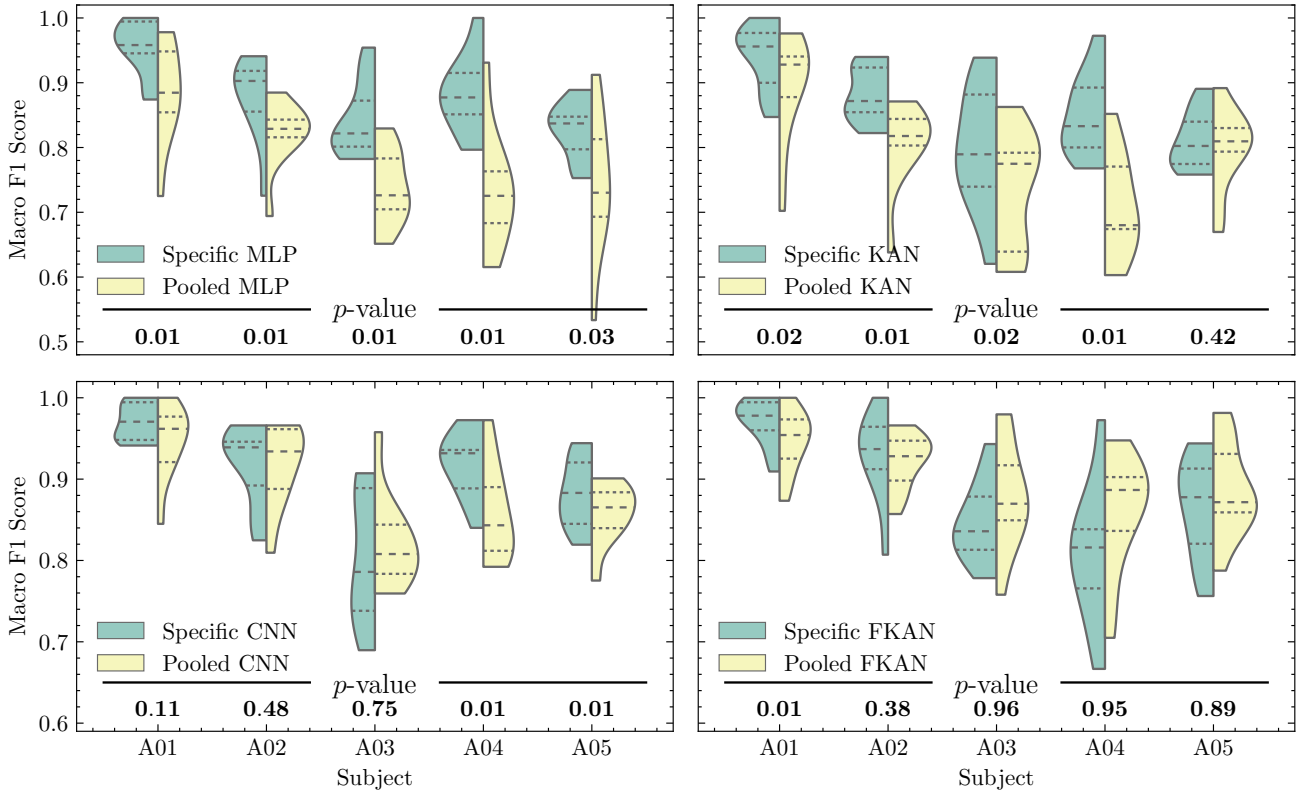 Macro F1 Score
1.0
0.9
0.8
0.7
0.6
0.5
Specific MLP
Pooled MLP
p-value
0.01 0.01 0.01 0.01 0.03
Specific KAN
Pooled KAN
p-value
0.02 0.01 0.02 0.01 0.42
Macro F1 Score
1.0
0.9
0.8
0.7
0.6
Specific CNN
Pooled CNN
p-value
0.11 0.48 0.75 0.01 0.01
A01 A02 A03 A04 A05
Subject
Specific FKAN
Pooled FKAN
p-value
0.01 0.38 0.96 0.95 0.89
A01 A02 A03 A04 A05
Subject